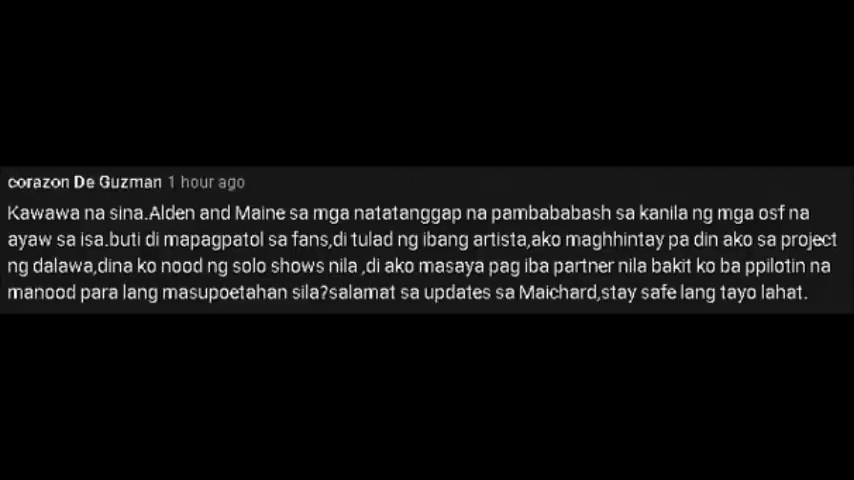 corazon De Guzman 1 hour ago
Kawawa na sina.Alden and Maine sa mga natatanggap na pambababash sa kanila ng mga osf na
ayaw sa isa.buti di mapagpatol sa fans,di tulad ng ibang artista,ako maghhintay pa din ako sa project
ng dalawa,dina ko nood ng solo shows nila ,di ako masaya pag iba partner nila bakit ko ba ppilotin na
manood para lang masupoetahan sila?salamat sa updates sa Maichard,stay safe lang tayo lahat.